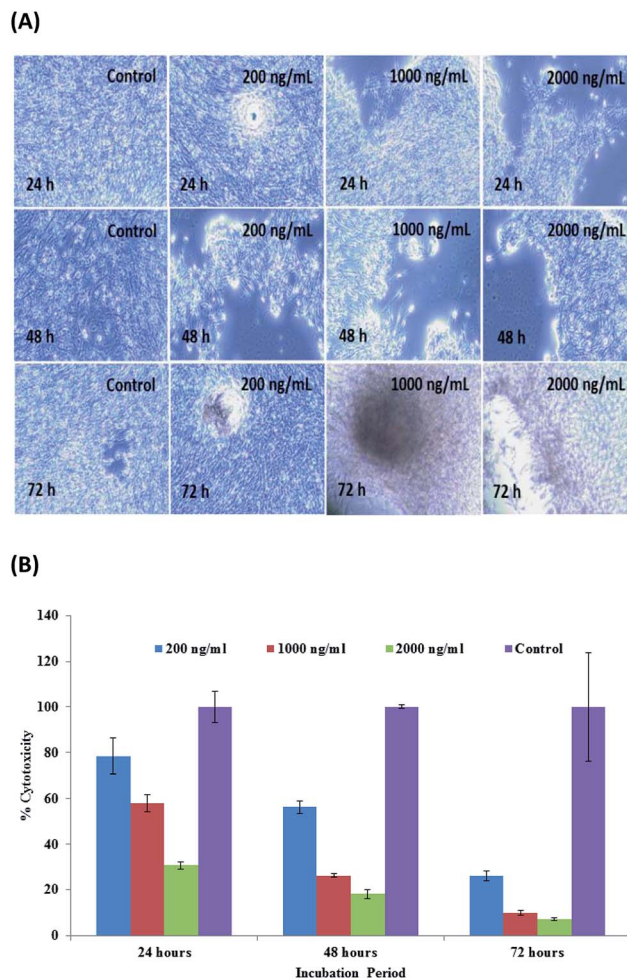 (A)
Control 200 ng/mL 1000 ng/mL 2000 ng/mL
24 h 24 h 24 h 24 h
Control 200 ng/mL 1000 ng/mL 2000 ng/mL
48 h 48 h 48 h 48 h
Control 200 ng/mL 1000 ng/mL 2000 ng/mL
72 h 72 h 72 h 72 h
(B)
140
200 ng/ml 1000 ng/ml 2000 ng/ml Control
120
100
80
60
40
20
0
% Cytotoxicity
24 hours 48 hours 72 hours
Incubation Period